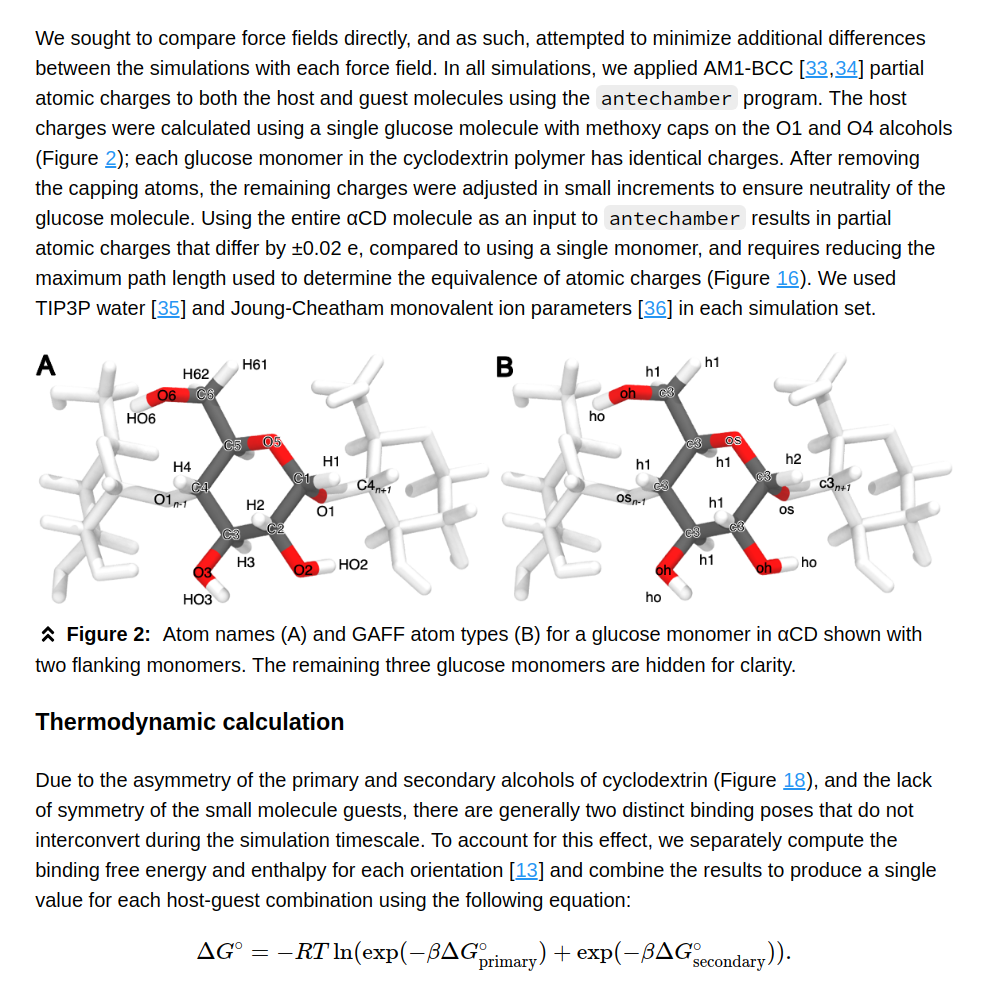 We sought to compare force fields directly, and as such, attempted to minimize additional differences
between the simulations with each force field. In all simulations, we applied AM1-BCC [33,34] partial
atomic charges to both the host and guest molecules using the antechamber program. The host
charges were calculated using a single glucose molecule with methoxy caps on the O1 and O4 alcohols
(Figure 2); each glucose monomer in the cyclodextrin polymer has identical charges. After removing
the capping atoms, the remaining charges were adjusted in small increments to ensure neutrality of the
glucose molecule. Using the entire αCD molecule as an input to antechamber results in partial
atomic charges that differ by ±0.02 e, compared to using a single monomer, and requires reducing the
maximum path length used to determine the equivalence of atomic charges (Figure 16). We used
TIP3P water [35] and Joung-Cheatham monovalent ion parameters [36] in each simulation set.
A
H62 H61
O6 C6
HO6
C5 O5
H4 H1
C4 C1 C4n+1
O1n-1 H2 O1
C3 C2
H3 HO2
O3 O2
HO3
B
h1 h1
oh c3
ho
c3 os
h1 h1 h2
c3 c3 c3n+1
osn-1 h1 os
c3 c3
h1 ho
oh oh
ho
Figure 2: Atom names (A) and GAFF atom types (B) for a glucose monomer in αCD shown with
two flanking monomers. The remaining three glucose monomers are hidden for clarity.
Thermodynamic calculation
Due to the asymmetry of the primary and secondary alcohols of cyclodextrin (Figure 18), and the lack
of symmetry of the small molecule guests, there are generally two distinct binding poses that do not
interconvert during the simulation timescale. To account for this effect, we separately compute the
binding free energy and enthalpy for each orientation [13] and combine the results to produce a single
value for each host-guest combination using the following equation:
ΔG° = −RT ln(exp(−βΔG°primary) + exp(−βΔG°secondary)).